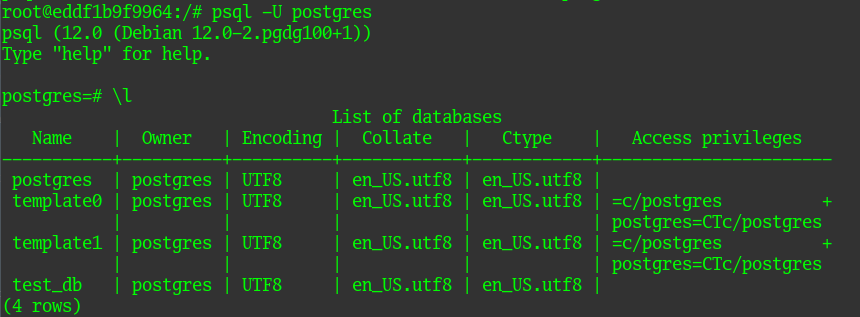 root@eddf1b9f9964:/# psql -U postgres
psql (12.0 (Debian 12.0-2.pgdg100+1))
Type "help" for help.

postgres=# \l
                                 List of databases
   Name    |  Owner   | Encoding |  Collate   |   Ctype    |   Access privileges
-----------+----------+----------+------------+------------+-----------------------
 postgres  | postgres | UTF8     | en_US.utf8 | en_US.utf8 |
 template0 | postgres | UTF8     | en_US.utf8 | en_US.utf8 | =c/postgres          +
           |          |          |            |            | postgres=CTc/postgres
 template1 | postgres | UTF8     | en_US.utf8 | en_US.utf8 | =c/postgres          +
           |          |          |            |            | postgres=CTc/postgres
 test_db   | postgres | UTF8     | en_US.utf8 | en_US.utf8 |
(4 rows)